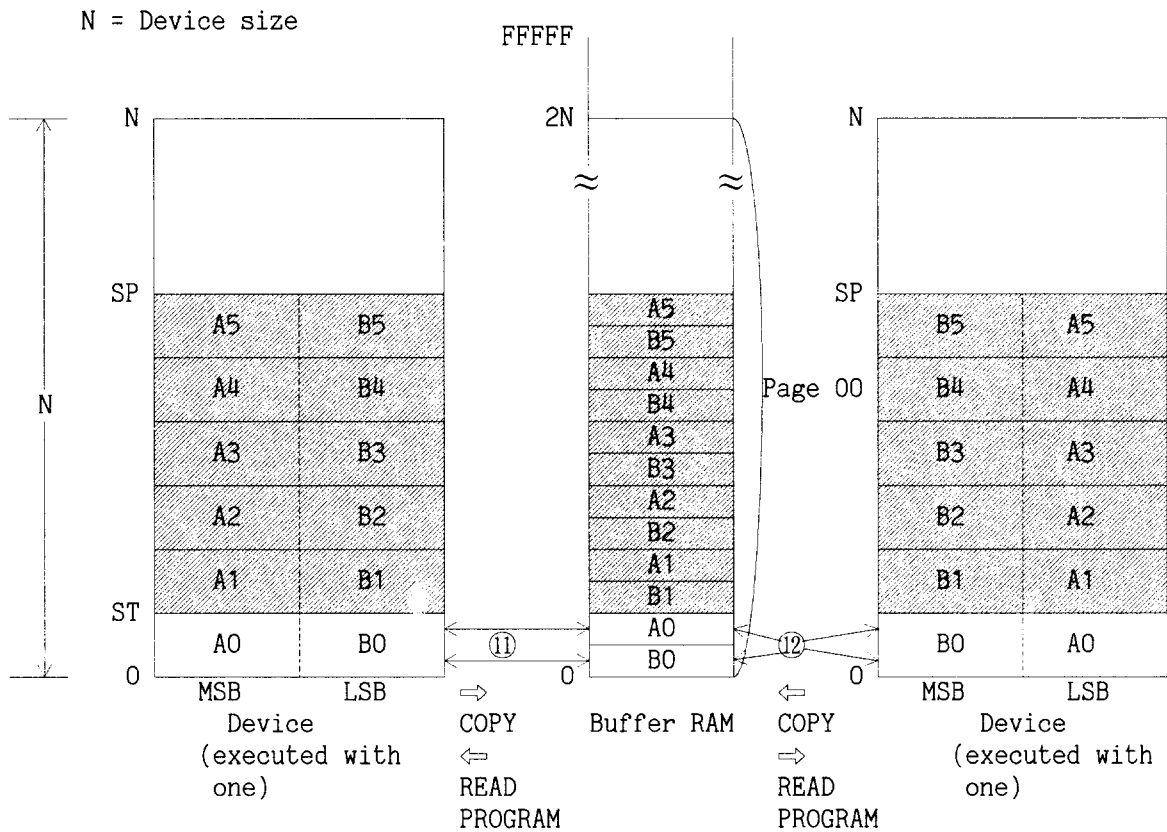 N = Device size
FFFFF
N
2N
N
≈
≈
SP
SP
A5
B5
A5
B5
B5
A5
A4
B4
A4
B4
Page 00
B4
A4
N
A3
B3
A3
B3
B3
A3
A2
B2
A2
B2
B2
A2
A1
B1
A1
B1
B1
A1
ST
ST
A0
B0
⑪
A0
B0
⑫
B0
A0
0
0
0
MSB
LSB
⇨
⇦
MSB
LSB
Device
(executed with
one)
COPY
⇦
READ
PROGRAM
Buffer RAM
COPY
⇨
READ
PROGRAM
Device
(executed with
one)